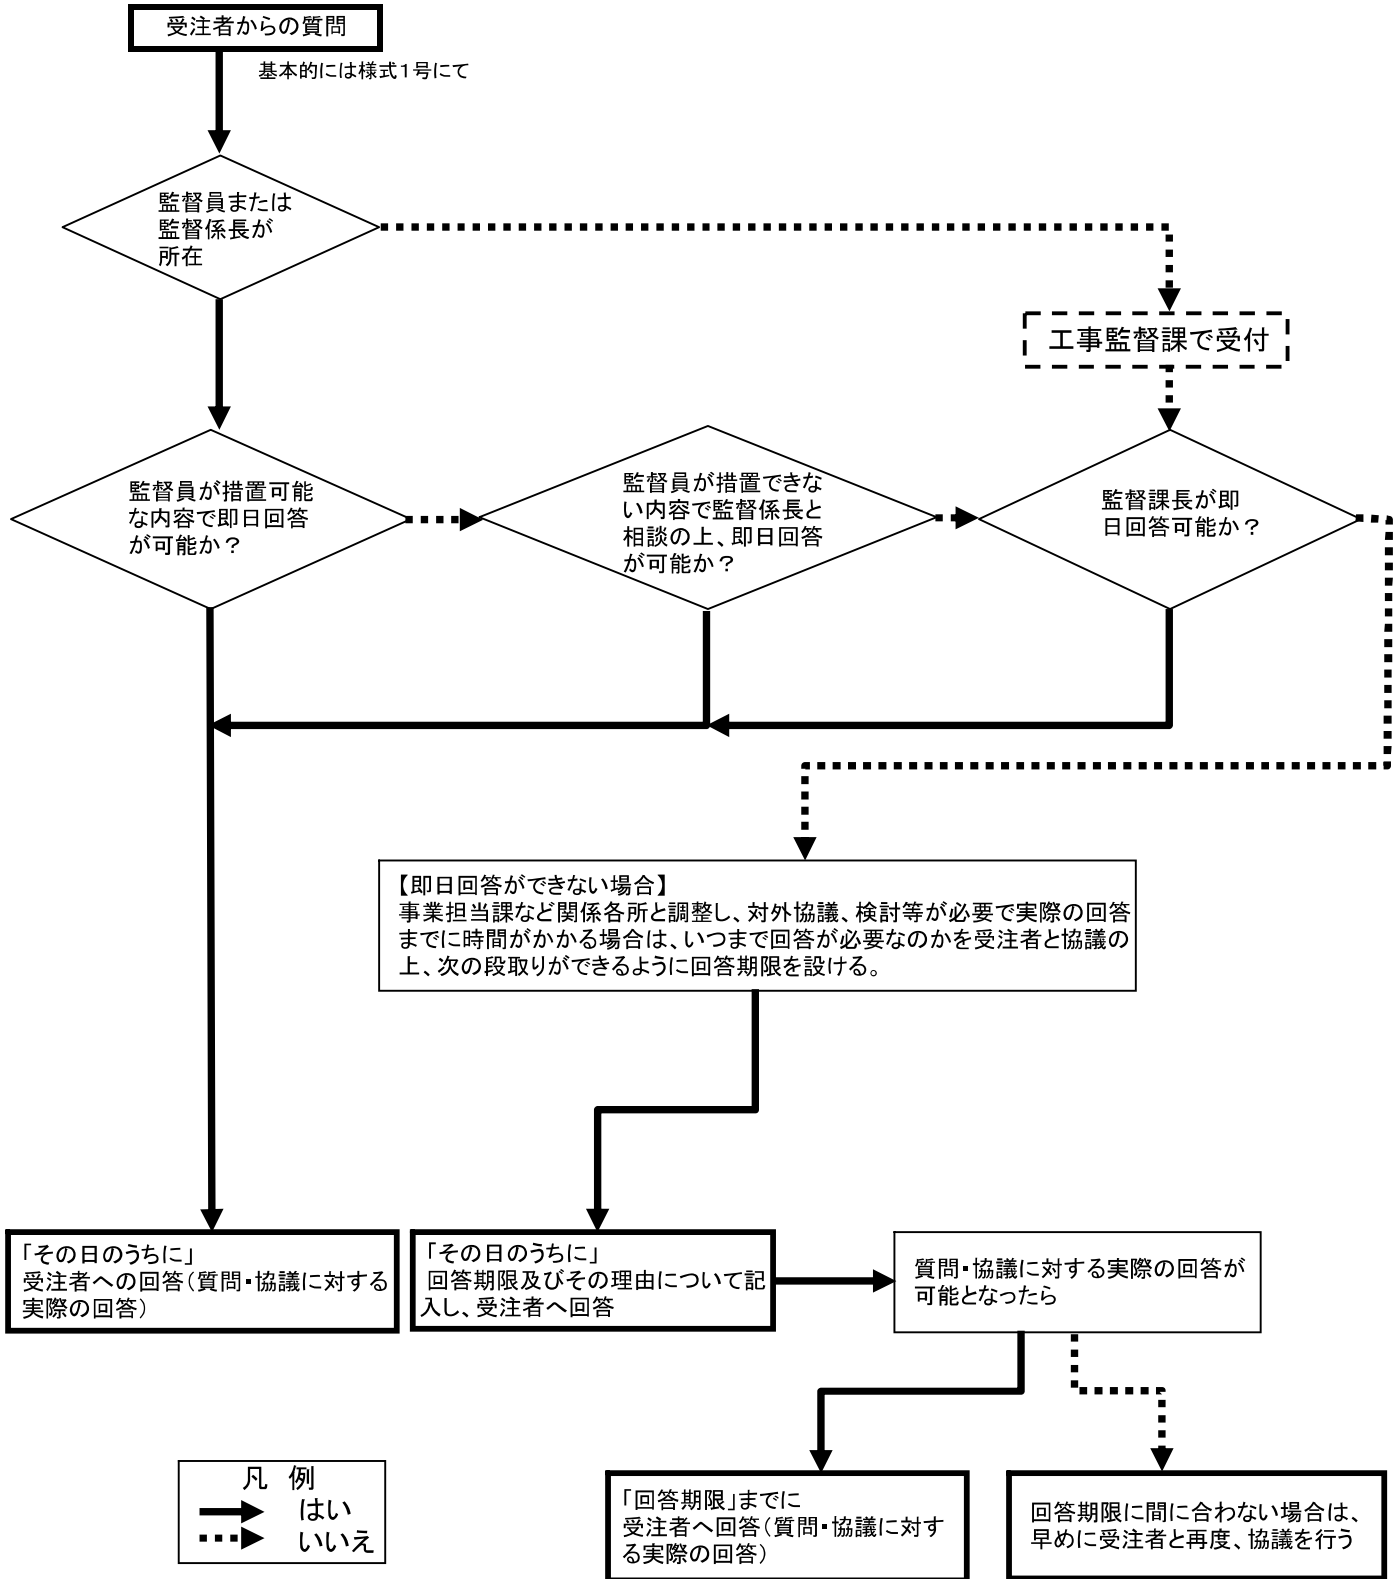 受注者からの質問
基本的には様式1号にて
監督員または
監督係長が
所在
工事監督課で受付
監督員が措置可能
な内容で即日回答
が可能か？
監督員が措置できな
い内容で監督係長と
相談の上、即日回答
が可能か？
監督課長が即
日回答可能か？
【即日回答ができない場合】
事業担当課など関係各所と調整し、対外協議、検討等が必要で実際の回答
までに時間がかかる場合は、いつまで回答が必要なのかを受注者と協議の
上、次の段取りができるように回答期限を設ける。
「その日のうちに」
受注者への回答（質問・協議に対する
実際の回答）
「その日のうちに」
回答期限及びその理由について記
入し、受注者へ回答
質問・協議に対する実際の回答が
可能となったら
凡 例
はい
いいえ
「回答期限」までに
受注者へ回答（質問・協議に対す
る実際の回答）
回答期限に間に合わない場合は、
早めに受注者と再度、協議を行う